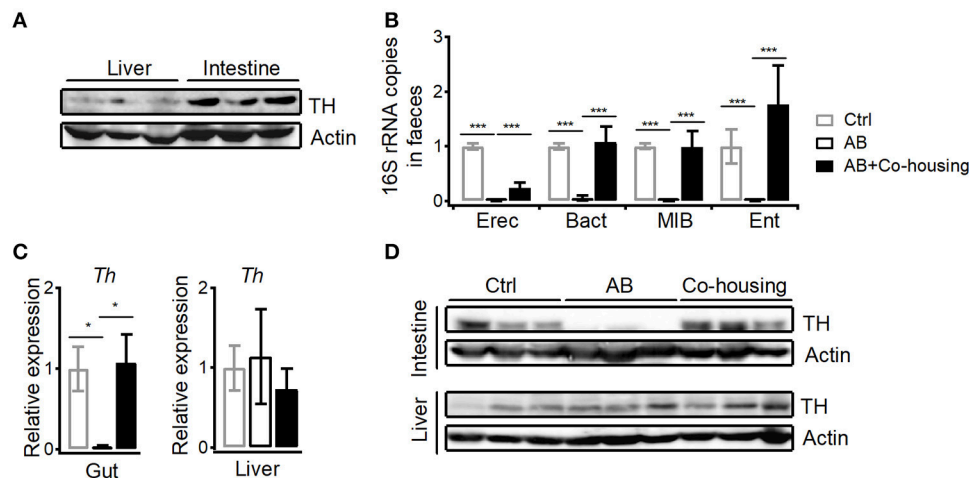 A
Liver Intestine
TH
Actin
B
16S rRNA copies
in faeces
3
2
1
0
*** *** *** *** *** *** *** ***
Erec Bact MIB Ent
Ctrl
AB
AB+Co-housing
C
Th
Relative expression
2
1
0
* *
Gut
Th
Relative expression
2
1
0
Liver
D
Ctrl AB Co-housing
Intestine
TH
Actin
Liver
TH
Actin